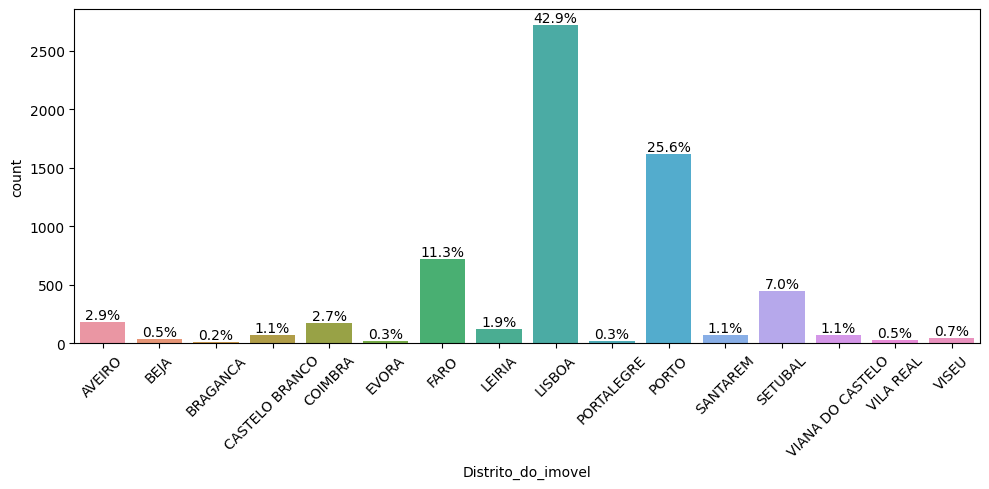 42.9%
2500
2000
25.6%
1500
count
1000
11.3%
500
7.0%
2.9%
2.7%
1.9%
1.1%
1.1%
1.1%
0.5%
0.2%
0.3%
0.3%
0.5%
0.7%
0
AVEIRO
BEJA
BRAGANCA
CASTELO BRANCO
COIMBRA
EVORA
FARO
LEIRIA
LISBOA
PORTALEGRE
PORTO
SANTAREM
SETUBAL
VIANA DO CASTELO
VILA REAL
VISEU
Distrito_do_imovel